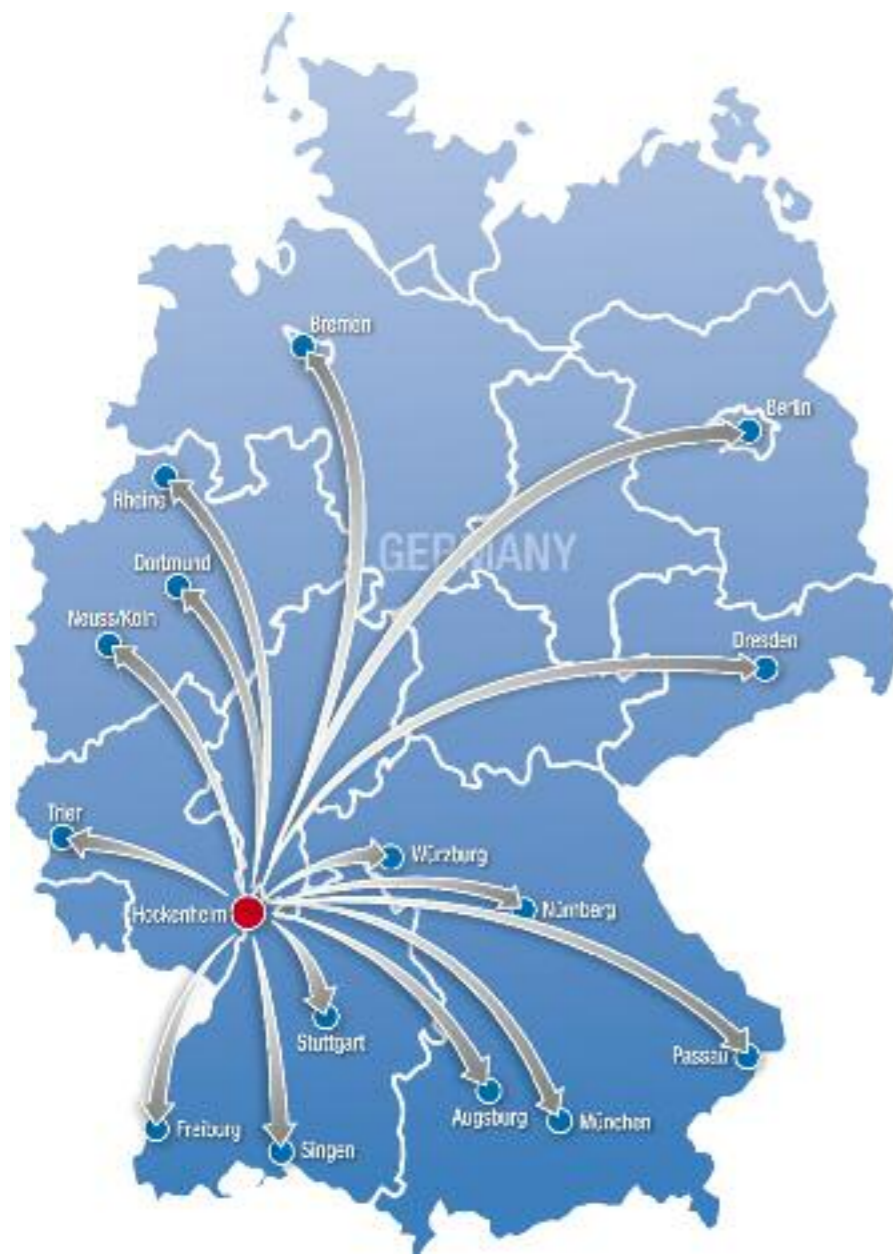 Bremen
Berlin
Rheine
GERMANY
Dortmund
Neuss/Köln
Dresden
Trier
Würzburg
Hockenheim
Nürnberg
Stuttgart
Passau
Augsburg
München
Freiburg
Singen